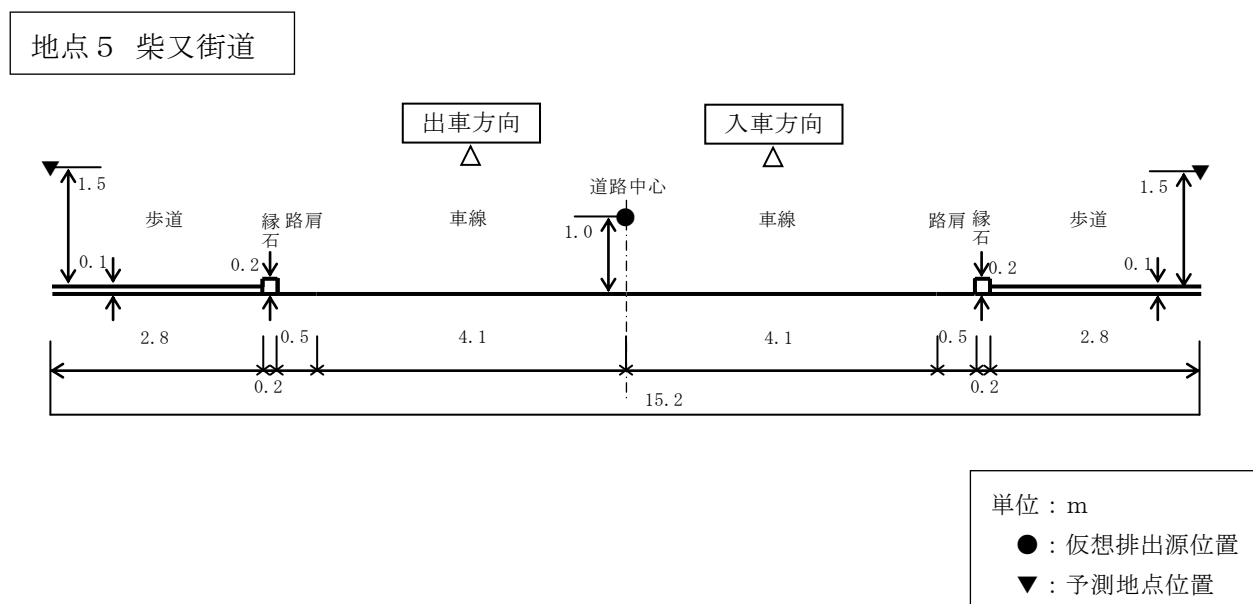 地点5 柴又街道
出車方向
入車方向
道路中心
1.5
1.5
歩道
縁石
路肩
車線
1.0
車線
路肩
縁石
歩道
0.1
0.2
0.2
0.1
2.8
0.5
4.1
4.1
0.5
2.8
0.2
0.2
15.2
単位:m
●:仮想排出源位置
▼:予測地点位置